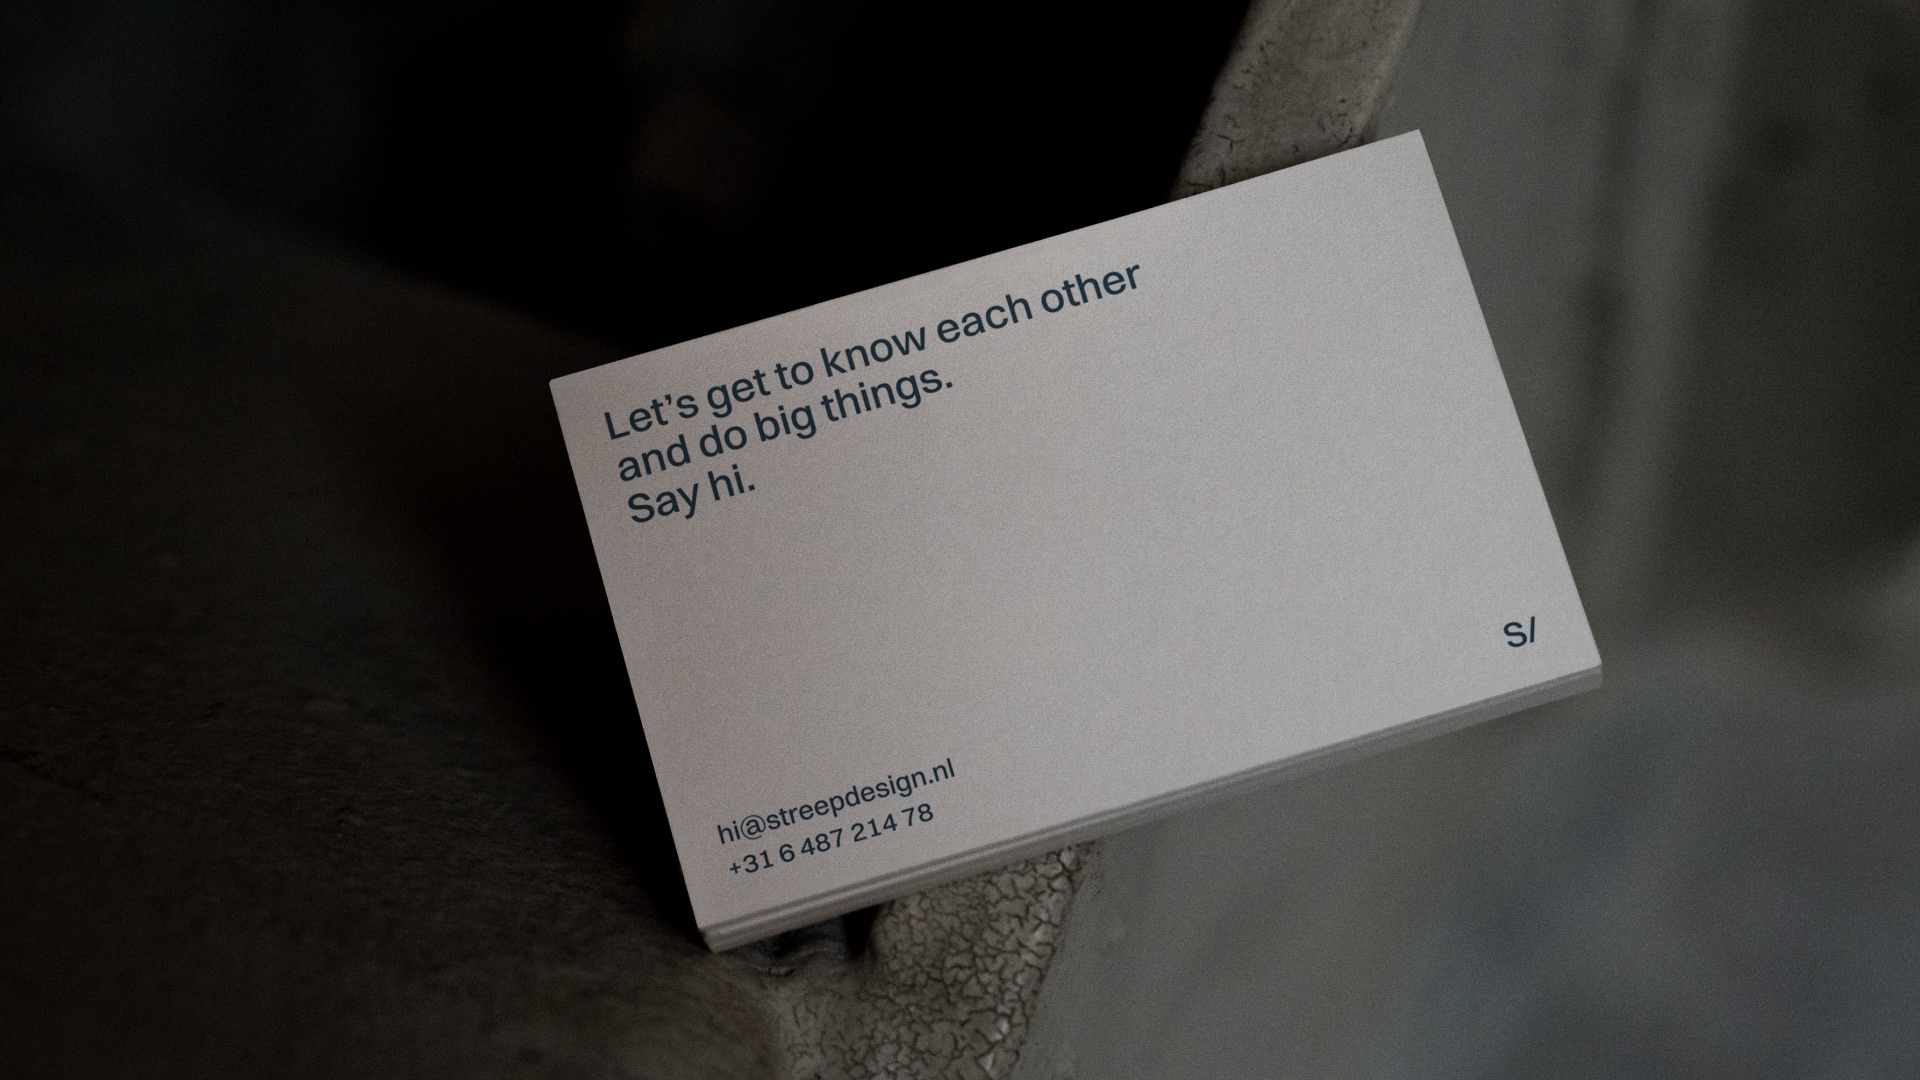 Let’s get to know each other
and do big things.
Say hi.
hi@streepdesign.nl
+31 6 487 214 78
S/